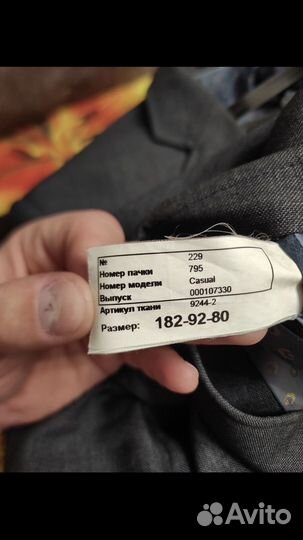 № 229
Номер пачки 795
Номер модели Casual
Выпуск 000107330
Артикул ткани 9244-2
Размер: 182-92-80
Avito